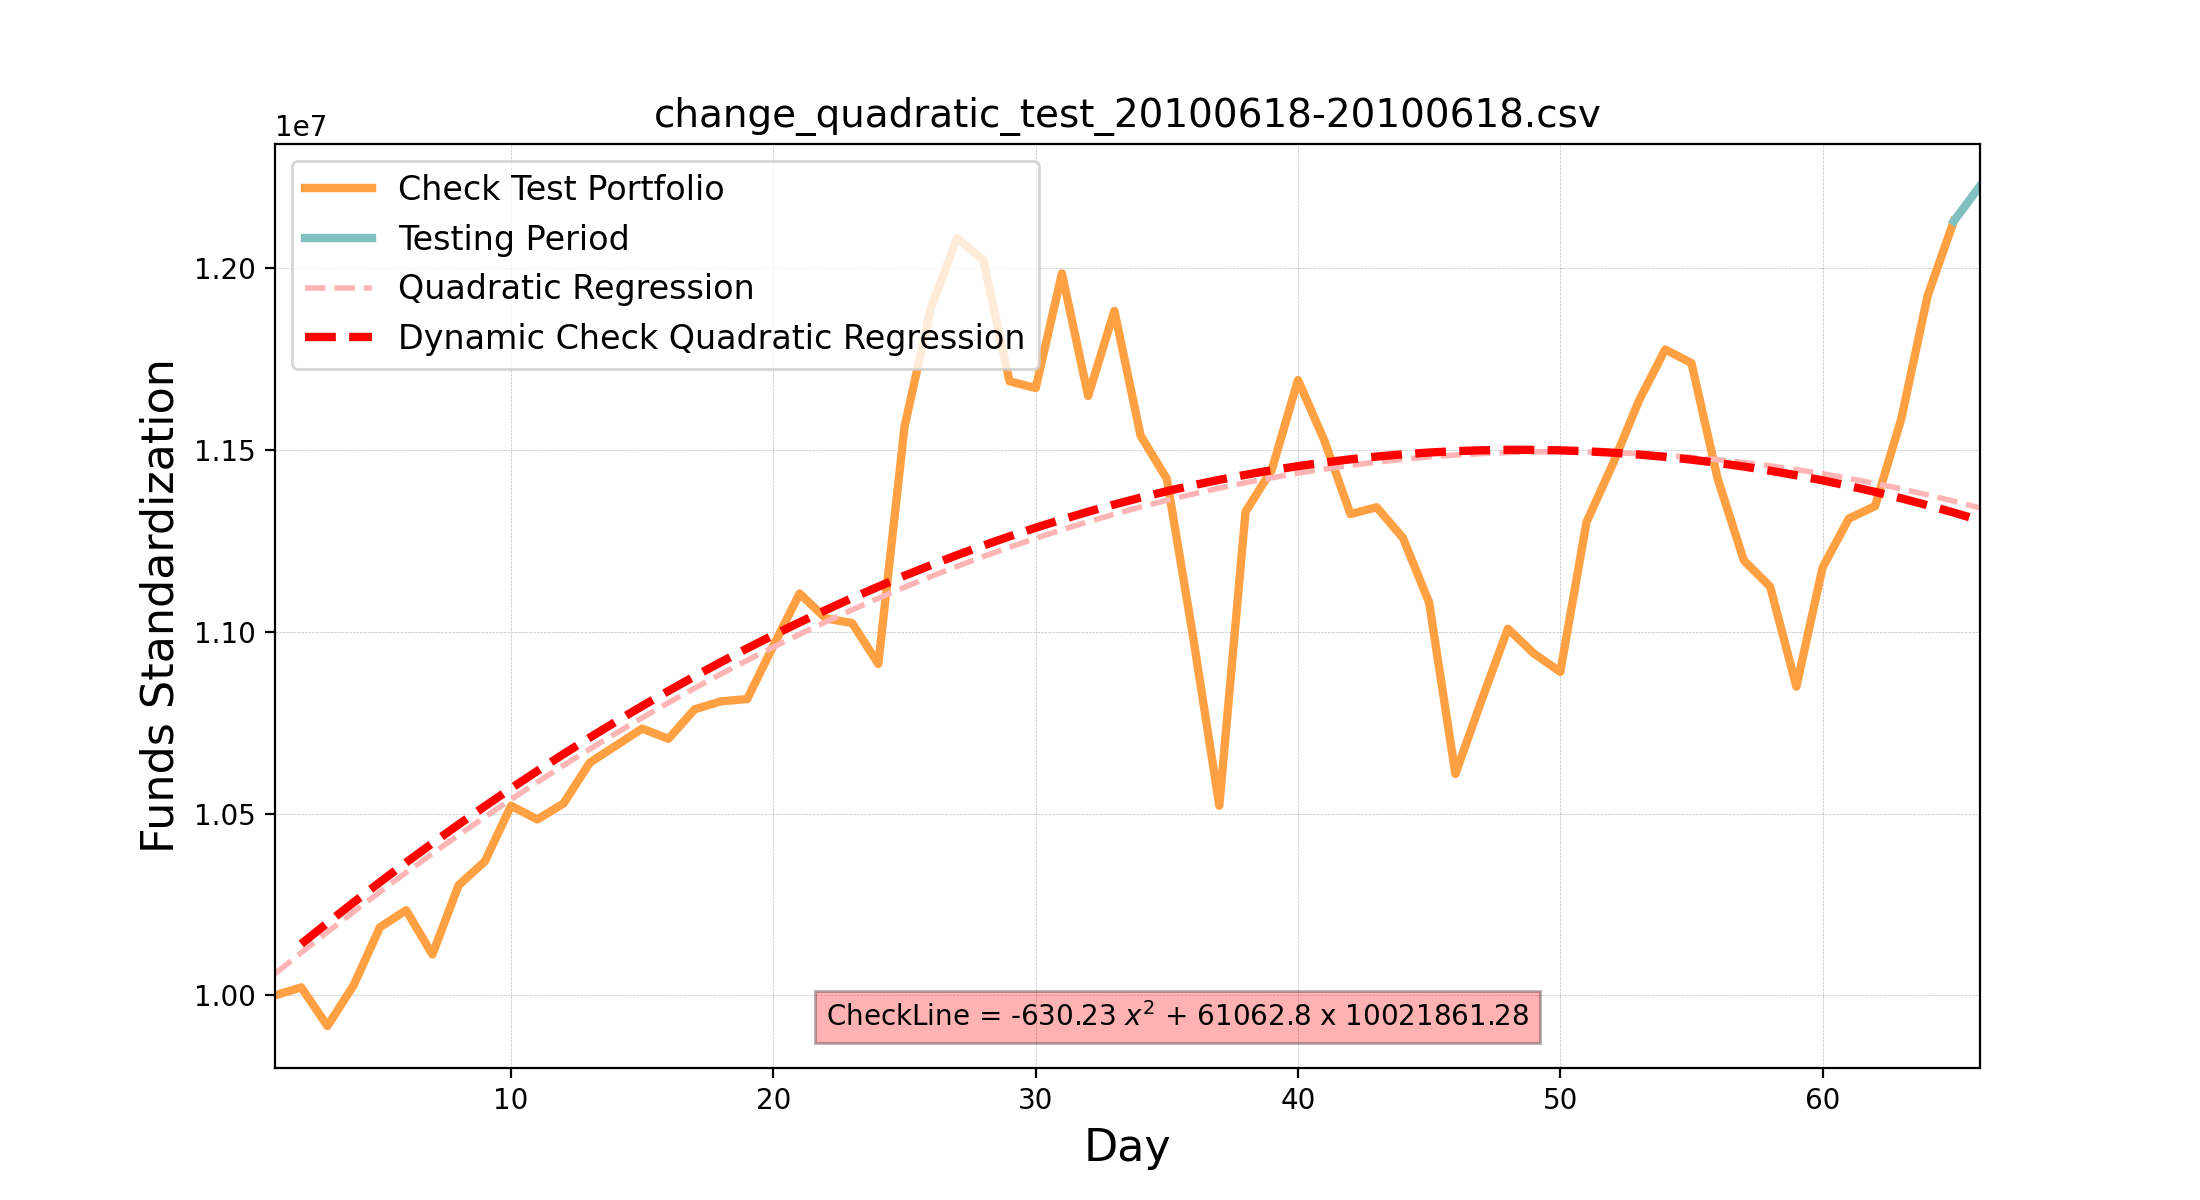 change_quadratic_test_20100618-20100618.csv
1e7
Check Test Portfolio
Testing Period
Quadratic Regression
Dynamic Check Quadratic Regression
1.20
1.15
1.10
1.05
1.00
Funds Standardization
CheckLine = -630.23 x² + 61062.8 x 10021861.28
10 20 30 40 50 60
Day